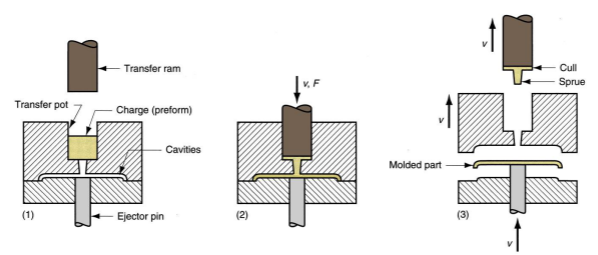 Transfer ram
Transfer pot
Charge (preform)
Cavities
(1)
Ejector pin
v, F
(2)
v
Cull
Sprue
v
Molded part
(3)
v